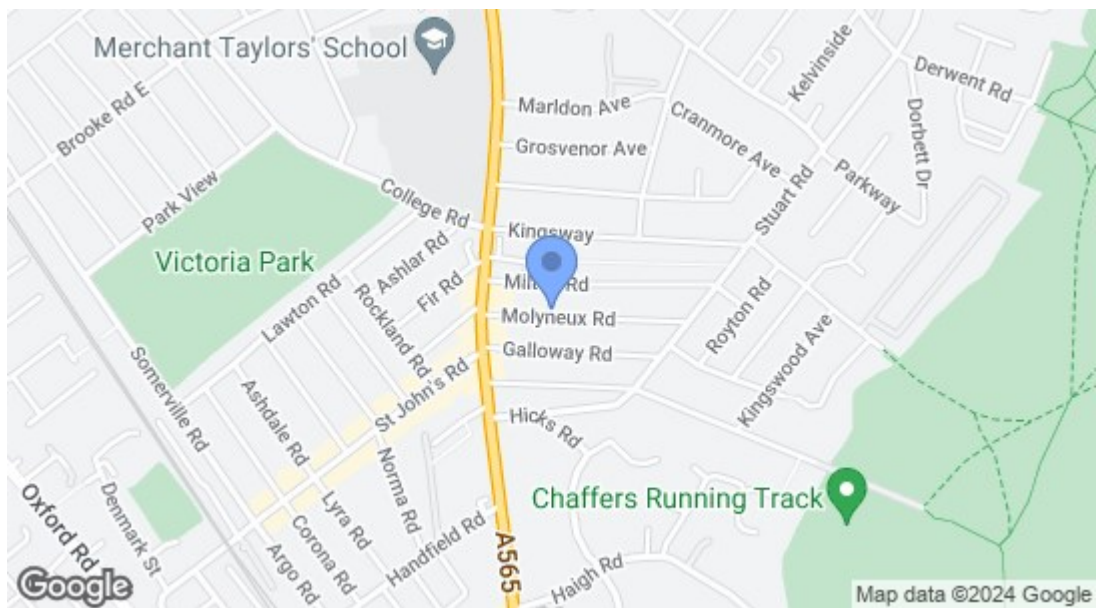 Merchant Taylors' School
Brooke Rd E
Park View
College Rd
Victoria Park
Ashlar Rd
Fir Rd
Lawton Rd
Rockland Rd
Somerville Rd
St John's Rd
Ashdale Rd
Lyra Rd
Norma Rd
Corona Rd
Argo Rd
Handfield Rd
Denmark St
Oxford Rd
A565
Marldon Ave
Grosvenor Ave
Cranmore Ave
Kelvinside
Derwent Rd
Dorbett Dr
Parkway
Stuart Rd
Kingsway
Rd
Molyneux Rd
Galloway Rd
Royton Rd
Kingswood Ave
Hicks Rd
Chaffers Running Track
Haigh Rd
Google
Map data ©2024 Google